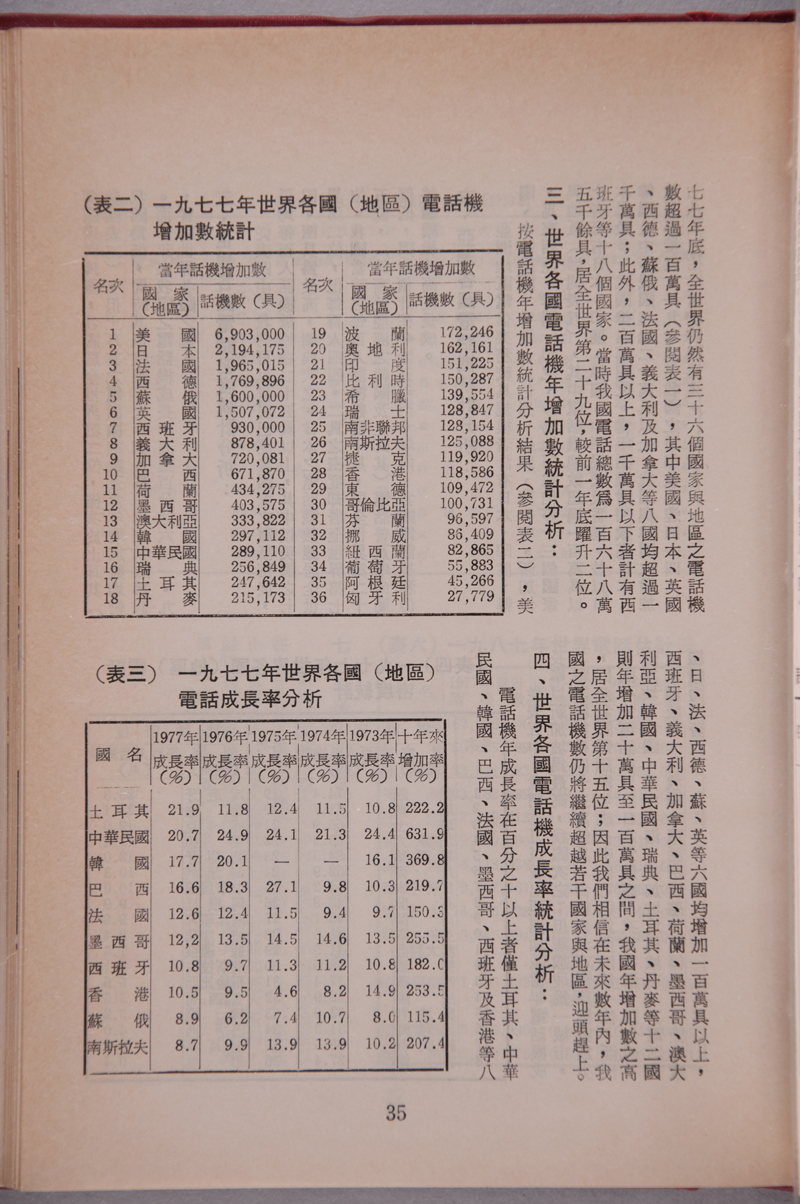 七七年底，全世界仍然有三十六個國家與地區之電話機
數超過一百萬具（參閱表一），其中美國、日本、英國
、西德、蘇俄、法國、義大利及加拿大等八國均超過一
千萬具；此外，二百萬具以上，一千萬具以下者計有西
班牙等十八個國家。當時我國電話總數爲一百六十八萬
五千餘具，居全世界第二十九位，較前一年底躍升二位。
三、世界各國電話機年增加數統計分析：
按電話機年增加數統計分析結果（參閱表二），美
（表二）一九七七年世界各國（地區）電話機
增加數統計
名次 當年話機增加數 名次 當年話機增加數
國家（地區） 話機數（具） 國家（地區） 話機數（具）
1 美國 6,903,000 19 波蘭 172,246
2 日本 2,194,175 20 奧地利 162,161
3 法國 1,965,015 21 印度 151,225
4 西德 1,769,896 22 比利時 150,287
5 蘇俄 1,600,000 23 希臘 139,554
6 英國 1,507,072 24 瑞士 128,847
7 西班牙 930,000 25 南非聯邦 128,154
8 義大利 878,401 26 南斯拉夫 125,088
9 加拿大 720,081 27 捷克 119,920
10 巴西 671,870 28 香港 118,586
11 荷蘭 434,275 29 東德 109,472
12 墨西哥 403,575 30 哥倫比亞 100,731
13 澳大利亞 333,822 31 芬蘭 96,597
14 韓國 297,112 32 挪威 86,409
15 中華民國 289,110 33 紐西蘭 82,865
16 瑞典 256,849 34 葡萄牙 55,883
17 土耳其 247,642 35 阿根廷 45,266
18 丹麥 215,173 36 匈牙利 27,779
、日、法、西德、蘇、英等六國均增加一百萬具以上，
西班牙、義大利、加拿大、巴西、荷蘭、墨西哥、澳大
利亞、韓國、中華民國、瑞典、土耳其、丹麥等十二國
則年增加二十萬具至一百萬具之間，我國年增加數之高
，居全世界第十五位；因此我們相信在未來數年內，我
國之電話機數仍將繼續超越若干國家與地區，迎頭趕上。
四、世界各國電話機成長率統計分析：
電話機年成長率在百分之十以上者僅土耳其、中華
民國、韓國、巴西、法國、墨西哥、西班牙及香港等八
（表三） 一九七七年世界各國（地區）
電話成長率分析
國名 1977年成長率（%） 1976年成長率（%） 1975年成長率（%） 1974年成長率（%） 1973年成長率（%） 十年來增加率（%）
土耳其 21.9 11.8 12.4 11.5 10.8 222.2
中華民國 20.7 24.9 24.1 21.3 24.4 631.9
韓國 17.7 20.1 — — 16.1 369.8
巴西 16.6 18.3 27.1 9.8 10.3 219.7
法國 12.6 12.4 11.5 9.4 9.7 150.3
墨西哥 12,2 13.5 14.5 14.6 13.5 255.5
西班牙 10.8 9.7 11.3 11.2 10.8 182.0
香港 10.5 9.5 4.6 8.2 14.9 253.5
蘇俄 8.9 6.2 7.4 10.7 8.0 115.4
南斯拉夫 8.7 9.9 13.9 13.9 10.2 207.4
35